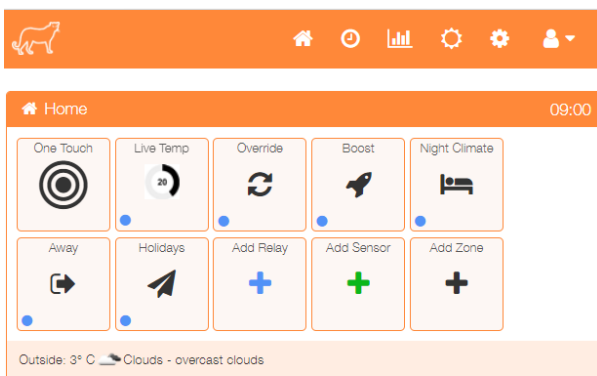 Home
09:00
One Touch
Live Temp
Override
Boost
Night Climate
20
Away
Holidays
Add Relay
Add Sensor
Add Zone
Outside: 3° C Clouds - overcast clouds